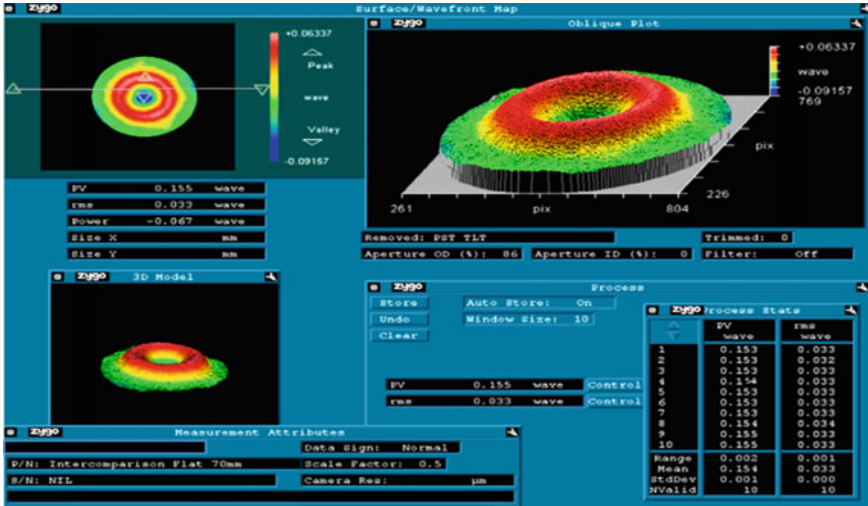 zygo Surface/Wavefront Map
+0.06337
Peak
wave
Valley
-0.09157
PV 0.155 wave
rms 0.033 wave
Power -0.067 wave
Size X mm
Size Y mm
zygo Oblique Plot
+0.06337
wave
-0.09157
769
pix
226
261 pix 804
Removed: PST TLT Trimmed: 0
Aperture OD (%): 86 Aperture ID (%): 0 Filter: Off
zygo 3D Model
zygo Process
Store Auto Store: On
Undo Window Size: 10
Clear
PV 0.155 wave Control
rms 0.033 wave Control
zygo Process Stats
PV rms
wave wave
1 0.153 0.033
2 0.153 0.032
3 0.153 0.033
4 0.154 0.033
5 0.153 0.033
6 0.153 0.033
7 0.153 0.033
8 0.154 0.034
9 0.155 0.033
10 0.155 0.033
Range 0.002 0.001
Mean 0.154 0.033
StdDev 0.001 0.000
NValid 10 10
zygo Measurement Attributes
Data Sign: Normal
P/N: Intercomparison Flat 70mm Scale Factor: 0.5
S/N: NIL Camera Res: µm